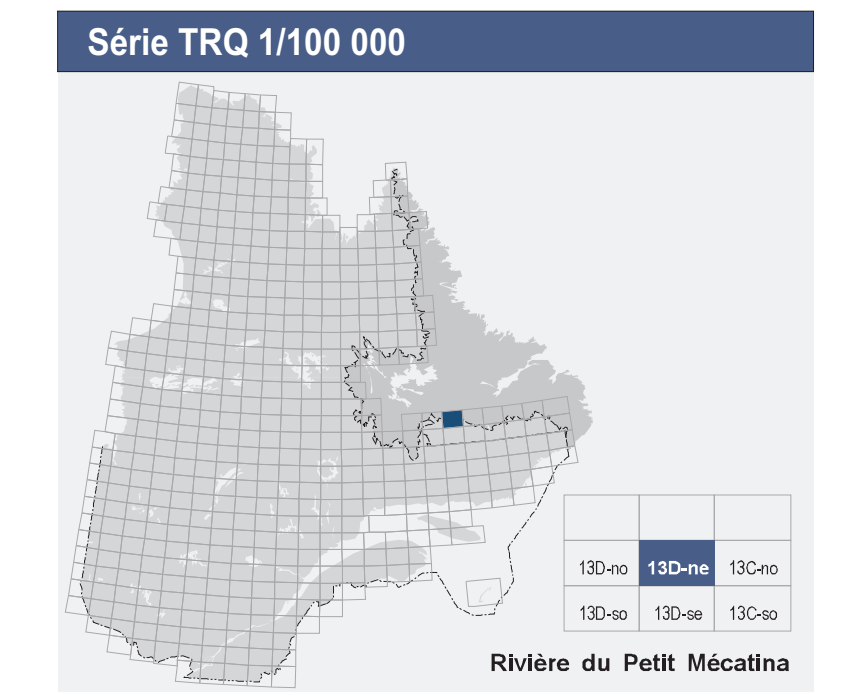 Série TRQ 1/100 000
13D-no 13D-ne 13C-no
13D-so 13D-se 13C-so
Rivière du Petit Mécatina